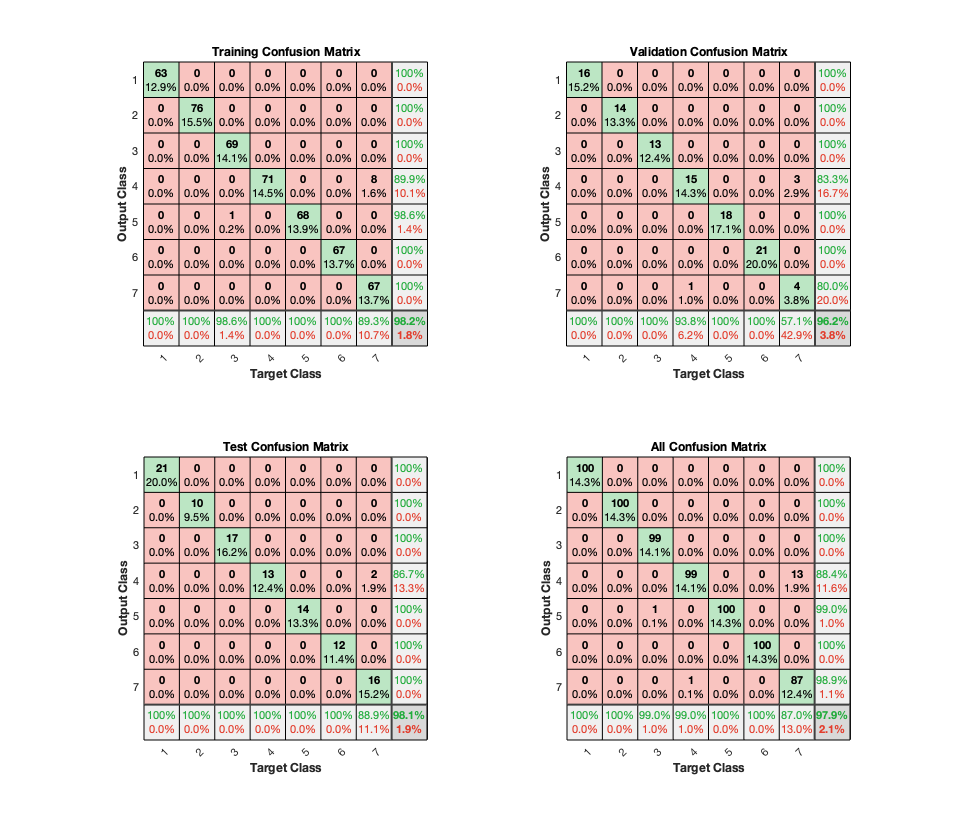 Training Confusion Matrix
1 63 0 0 0 0 0 0 100%
12.9% 0.0% 0.0% 0.0% 0.0% 0.0% 0.0% 0.0%
2 0 76 0 0 0 0 0 100%
0.0% 15.5% 0.0% 0.0% 0.0% 0.0% 0.0% 0.0%
3 0 0 69 0 0 0 0 100%
0.0% 0.0% 14.1% 0.0% 0.0% 0.0% 0.0% 0.0%
4 0 0 0 71 0 0 8 89.9%
0.0% 0.0% 0.0% 14.5% 0.0% 0.0% 1.6% 10.1%
5 0 0 1 0 68 0 0 98.6%
0.0% 0.0% 0.2% 0.0% 13.9% 0.0% 0.0% 1.4%
6 0 0 0 0 0 67 0 100%
0.0% 0.0% 0.0% 0.0% 0.0% 13.7% 0.0% 0.0%
7 0 0 0 0 0 0 67 100%
0.0% 0.0% 0.0% 0.0% 0.0% 0.0% 13.7% 0.0%
100% 100% 98.6% 100% 100% 100% 89.3% 98.2%
0.0% 0.0% 1.4% 0.0% 0.0% 0.0% 10.7% 1.8%
1 2 3 4 5 6 7
Target Class
Output Class
Validation Confusion Matrix
1 16 0 0 0 0 0 0 100%
15.2% 0.0% 0.0% 0.0% 0.0% 0.0% 0.0% 0.0%
2 0 14 0 0 0 0 0 100%
0.0% 13.3% 0.0% 0.0% 0.0% 0.0% 0.0% 0.0%
3 0 0 13 0 0 0 0 100%
0.0% 0.0% 12.4% 0.0% 0.0% 0.0% 0.0% 0.0%
4 0 0 0 15 0 0 3 83.3%
0.0% 0.0% 0.0% 14.3% 0.0% 0.0% 2.9% 16.7%
5 0 0 0 0 18 0 0 100%
0.0% 0.0% 0.0% 0.0% 17.1% 0.0% 0.0% 0.0%
6 0 0 0 0 0 21 0 100%
0.0% 0.0% 0.0% 0.0% 0.0% 20.0% 0.0% 0.0%
7 0 0 0 1 0 0 4 80.0%
0.0% 0.0% 0.0% 1.0% 0.0% 0.0% 3.8% 20.0%
100% 100% 100% 93.8% 100% 100% 57.1% 96.2%
0.0% 0.0% 0.0% 6.2% 0.0% 0.0% 42.9% 3.8%
1 2 3 4 5 6 7
Target Class
Output Class
Test Confusion Matrix
1 21 0 0 0 0 0 0 100%
20.0% 0.0% 0.0% 0.0% 0.0% 0.0% 0.0% 0.0%
2 0 10 0 0 0 0 0 100%
0.0% 9.5% 0.0% 0.0% 0.0% 0.0% 0.0% 0.0%
3 0 0 17 0 0 0 0 100%
0.0% 0.0% 16.2% 0.0% 0.0% 0.0% 0.0% 0.0%
4 0 0 0 13 0 0 2 86.7%
0.0% 0.0% 0.0% 12.4% 0.0% 0.0% 1.9% 13.3%
5 0 0 0 0 14 0 0 100%
0.0% 0.0% 0.0% 0.0% 13.3% 0.0% 0.0% 0.0%
6 0 0 0 0 0 12 0 100%
0.0% 0.0% 0.0% 0.0% 0.0% 11.4% 0.0% 0.0%
7 0 0 0 0 0 0 16 100%
0.0% 0.0% 0.0% 0.0% 0.0% 0.0% 15.2% 0.0%
100% 100% 100% 100% 100% 100% 88.9% 98.1%
0.0% 0.0% 0.0% 0.0% 0.0% 0.0% 11.1% 1.9%
1 2 3 4 5 6 7
Target Class
Output Class
All Confusion Matrix
1 100 0 0 0 0 0 0 100%
14.3% 0.0% 0.0% 0.0% 0.0% 0.0% 0.0% 0.0%
2 0 100 0 0 0 0 0 100%
0.0% 14.3% 0.0% 0.0% 0.0% 0.0% 0.0% 0.0%
3 0 0 99 0 0 0 0 100%
0.0% 0.0% 14.1% 0.0% 0.0% 0.0% 0.0% 0.0%
4 0 0 0 99 0 0 13 88.4%
0.0% 0.0% 0.0% 14.1% 0.0% 0.0% 1.9% 11.6%
5 0 0 1 0 100 0 0 99.0%
0.0% 0.0% 0.1% 0.0% 14.3% 0.0% 0.0% 1.0%
6 0 0 0 0 0 100 0 100%
0.0% 0.0% 0.0% 0.0% 0.0% 14.3% 0.0% 0.0%
7 0 0 0 1 0 0 87 98.9%
0.0% 0.0% 0.0% 0.1% 0.0% 0.0% 12.4% 1.1%
100% 100% 99.0% 99.0% 100% 100% 87.0% 97.9%
0.0% 0.0% 1.0% 1.0% 0.0% 0.0% 13.0% 2.1%
1 2 3 4 5 6 7
Target Class
Output Class